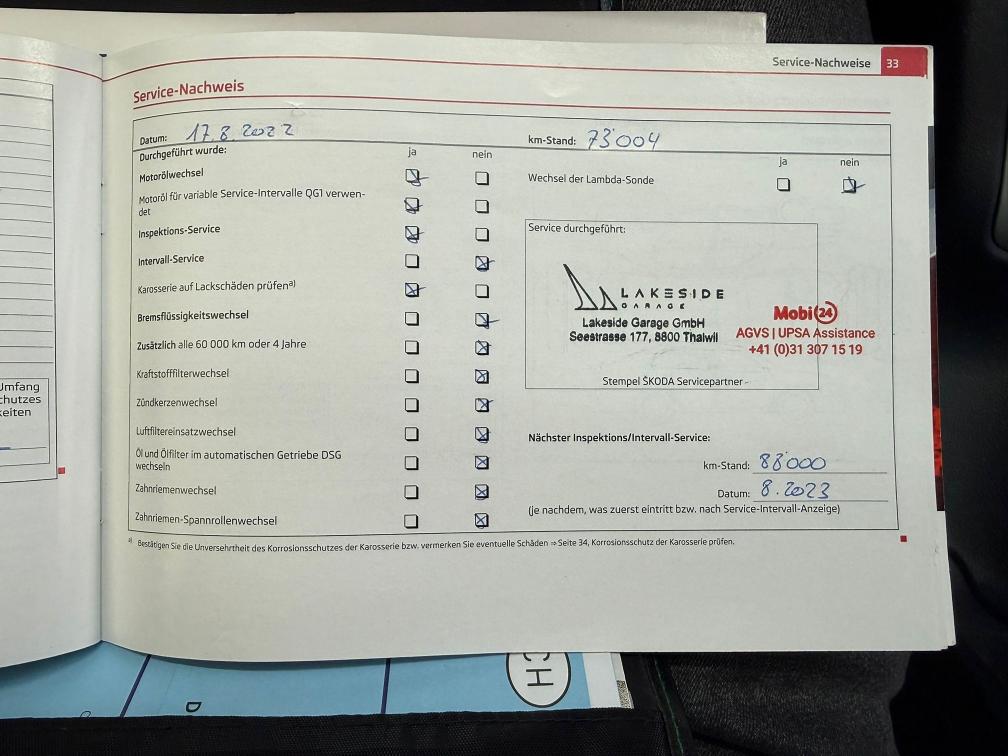 Service-Nachweise 33
Service-Nachweis
Datum: 17.8.2022
km-Stand: 73'004
Durchgeführt wurde: ja nein
ja nein
Motorölwechsel
Wechsel der Lambda-Sonde
Motoröl für variable Service-Intervalle QG1 verwen-
det
Inspektions-Service
Intervall-Service
Karosserie auf Lackschäden prüfen a)
Bremsflüssigkeitswechsel
Zusätzlich alle 60 000 km oder 4 Jahre
Kraftstofffilterwechsel
Zündkerzenwechsel
Luftfiltereinsatzwechsel
Öl und Ölfilter im automatischen Getriebe DSG
wechseln
Zahnriemenwechsel
Zahnriemen-Spannrollenwechsel
Service durchgeführt:
LAKESIDE
GARAGE
Lakeside Garage GmbH
Seestrasse 177, 8800 Thalwil
Mobi24
AGVS | UPSA Assistance
+41 (0)31 307 15 19
Stempel ŠKODA Servicepartner
Nächster Inspektions/Intervall-Service:
km-Stand: 88'000
Datum: 8.2023
(je nachdem, was zuerst eintritt bzw. nach Service-Intervall-Anzeige)
a) Bestätigen Sie die Unversehrtheit des Korrosionsschutzes der Karosserie bzw. vermerken Sie eventuelle Schäden ⇒ Seite 34, Korrosionsschutz der Karosserie prüfen.
Umfang
chutzes
keiten
CH
D